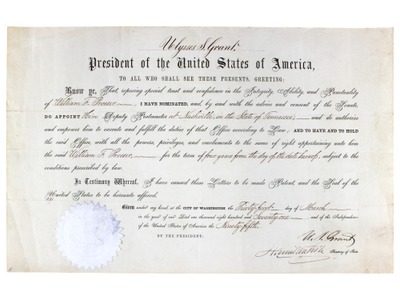 Ulysses S. Grant,
President of the United States of America,
TO ALL WHO SHALL SEE THESE PRESENTS, GREETING:
Know ye, That, reposing special trust and confidence in the Integrity, Ability, and Punctuality
of William F. Prosser I HAVE NOMINATED, and by and with the advice and consent of the Senate,
DO APPOINT Him Deputy Postmaster at Nashville, in the State of Tennessee; and do authorize
and empower him to execute and fulfil the duties of that Office according to Law; AND TO HAVE AND TO HOLD
the said Office, with all the powers, privileges, and emoluments to the same of right appertaining unto him
the said William F. Prosser, for the term of four years from the day of the date hereof, subject to the
conditions prescribed by law.
In Testimony Whereof, I have caused these Letters to be made Patent, and the Seal of the
United States to be hereunto affixed.
Given under my hand, at the CITY OF WASHINGTON, the day of March
in the year of our Lord one thousand eight hundred and Seventy one and of the Independence
of the United States of America the Ninety fifth.
BY THE PRESIDENT: U. S. Grant
Hamilton Fish Secretary of State.